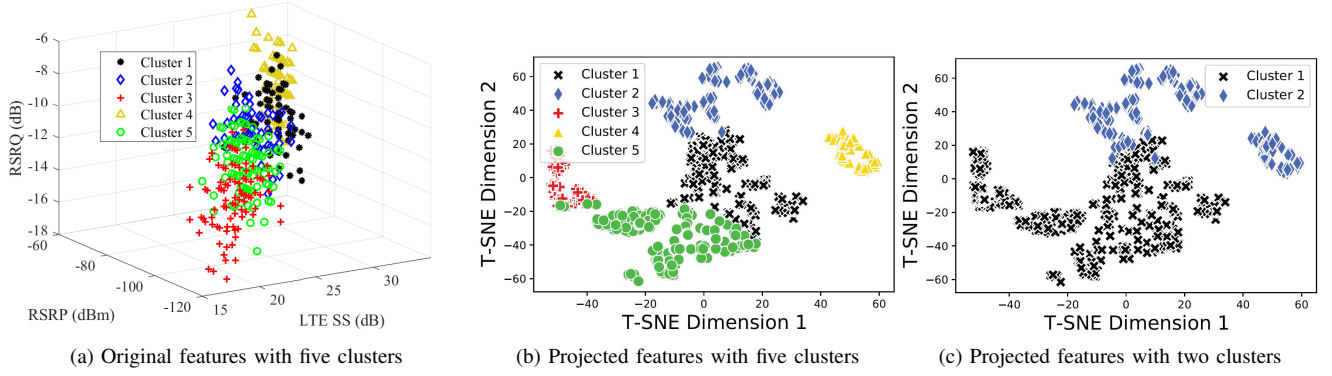 -6
-8
-10
-12
-14
-16
-18
RSRQ (dB)
Cluster 1
Cluster 2
Cluster 3
Cluster 4
Cluster 5
-60
-80
-100
-120
RSRP (dBm)
15
20
25
30
LTE SS (dB)
(a) Original features with five clusters
T-SNE Dimension 2
60
40
20
0
−20
−40
−60
Cluster 1
Cluster 2
Cluster 3
Cluster 4
Cluster 5
−40
−20
0
20
40
60
T-SNE Dimension 1
(b) Projected features with five clusters
T-SNE Dimension 2
60
40
20
0
−20
−40
−60
Cluster 1
Cluster 2
−40
−20
0
20
40
60
T-SNE Dimension 1
(c) Projected features with two clusters